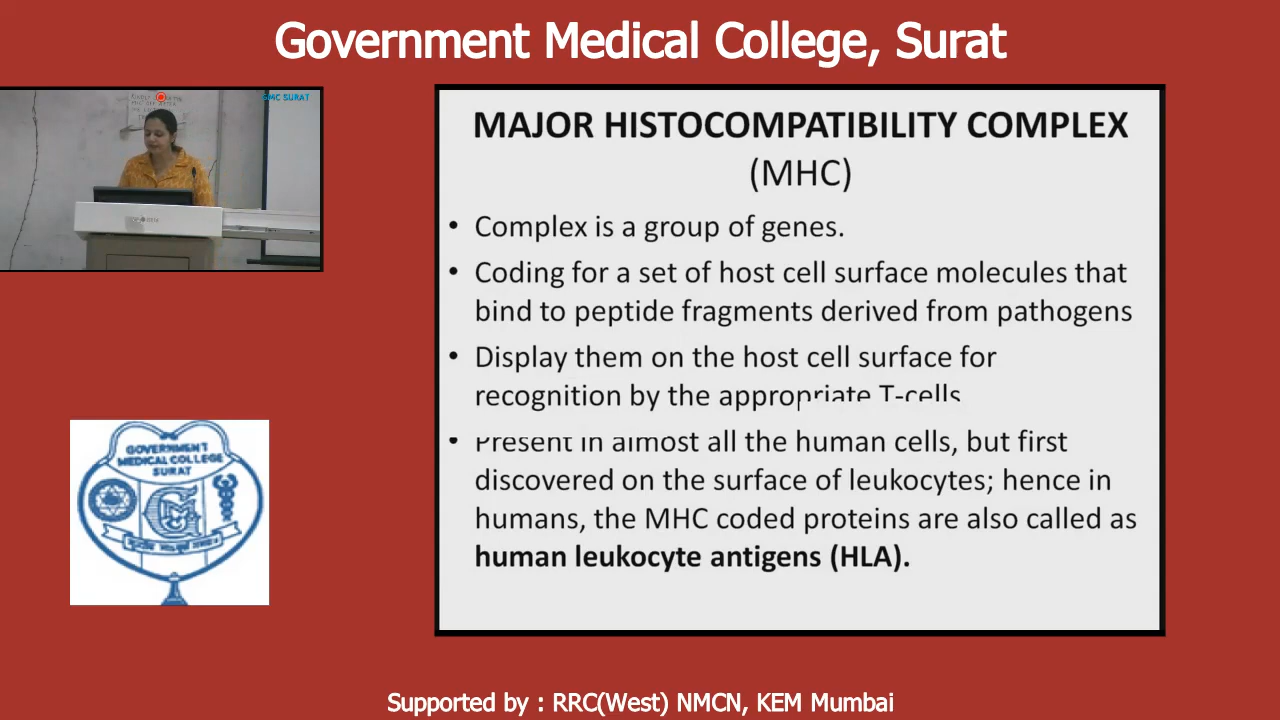 Government Medical College, Surat
GMC SURAT
MAJOR HISTOCOMPATIBILITY COMPLEX
(MHC)
• Complex is a group of genes.
• Coding for a set of host cell surface molecules that
bind to peptide fragments derived from pathogens
• Display them on the host cell surface for
recognition by the appropriate T-cells
• Present in almost all the human cells, but first
discovered on the surface of leukocytes; hence in
humans, the MHC coded proteins are also called as
human leukocyte antigens (HLA).
GOVERNMENT
MEDICAL COLLEGE
SURAT
Supported by : RRC(West) NMCN, KEM Mumbai